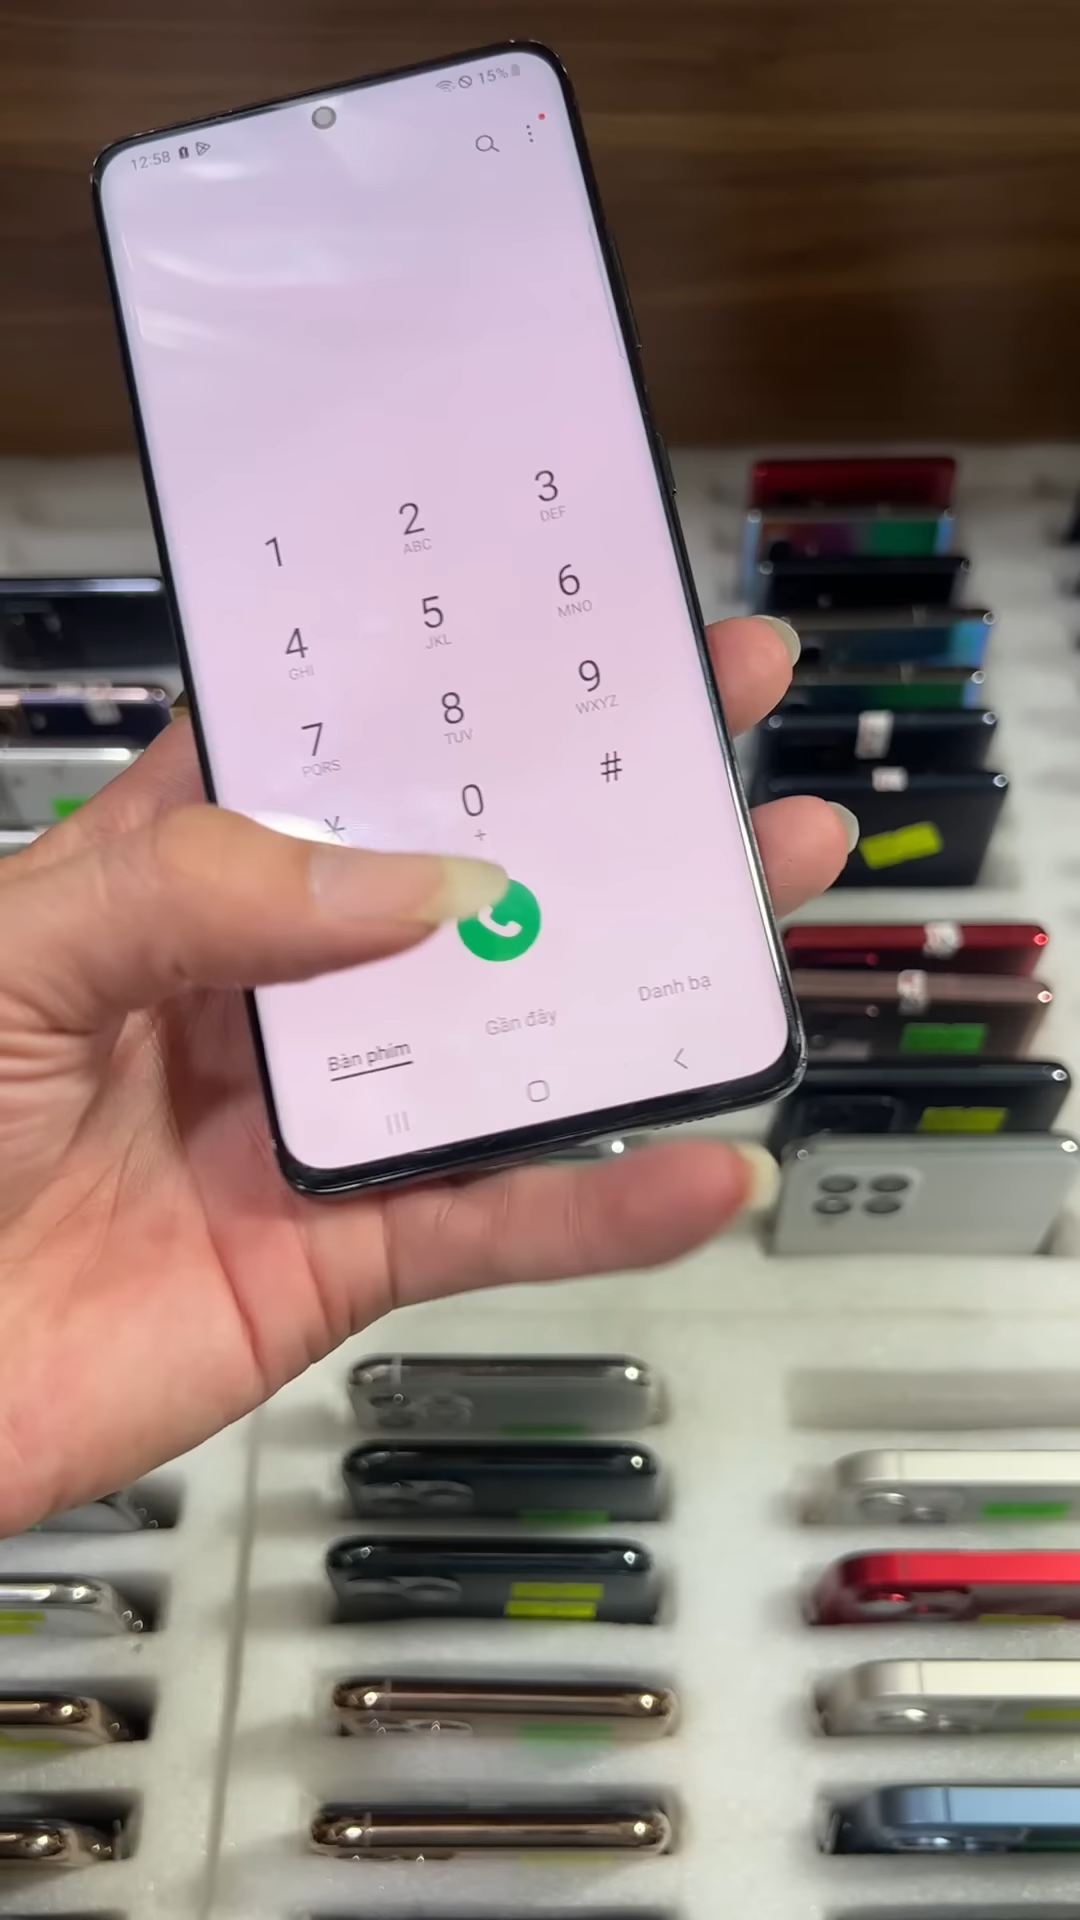 12:58
15%
1
2
ABC
3
DEF
4
GHI
5
JKL
6
MNO
7
PQRS
8
TUV
9
WXYZ
*
0
+
#
Bàn phím
Gần đây
Danh bạ